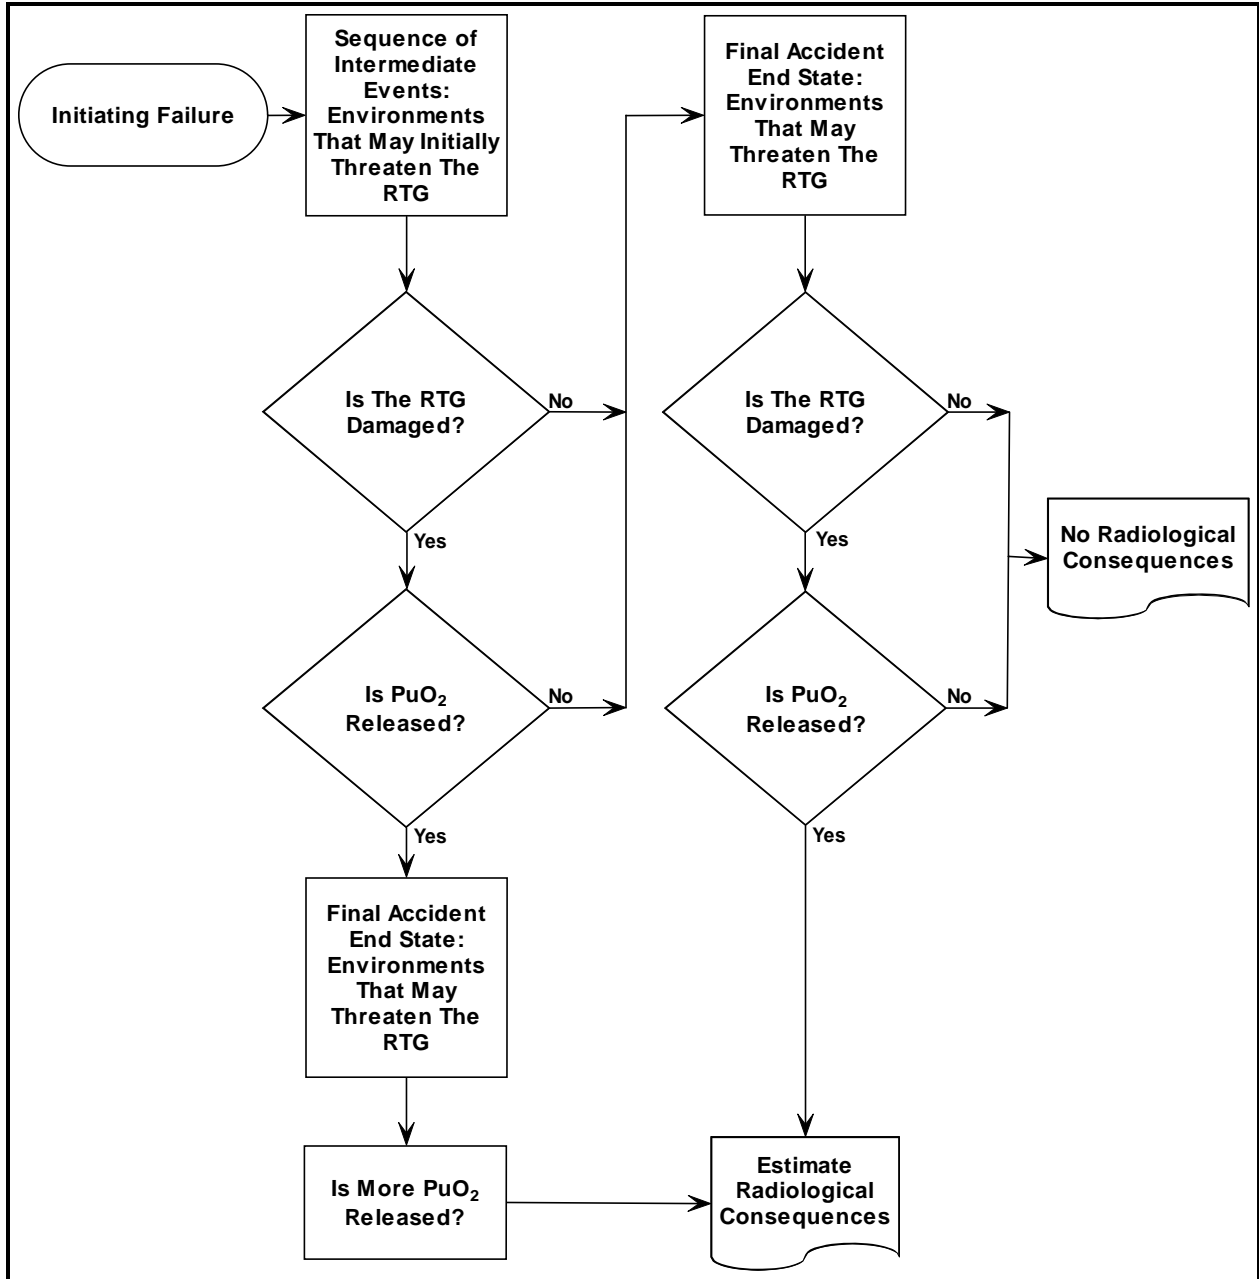 Initiating Failure
Sequence of
Intermediate
Events:
Environments
That May Initially
Threaten The
RTG
Is The RTG
Damaged?
No
Yes
Is PuO₂
Released?
No
Yes
Final Accident
End State:
Environments
That May
Threaten The
RTG
Is More PuO₂
Released?
Final Accident
End State:
Environments
That May
Threaten The
RTG
Is The RTG
Damaged?
No
Yes
Is PuO₂
Released?
No
Yes
No Radiological
Consequences
Estimate
Radiological
Consequences